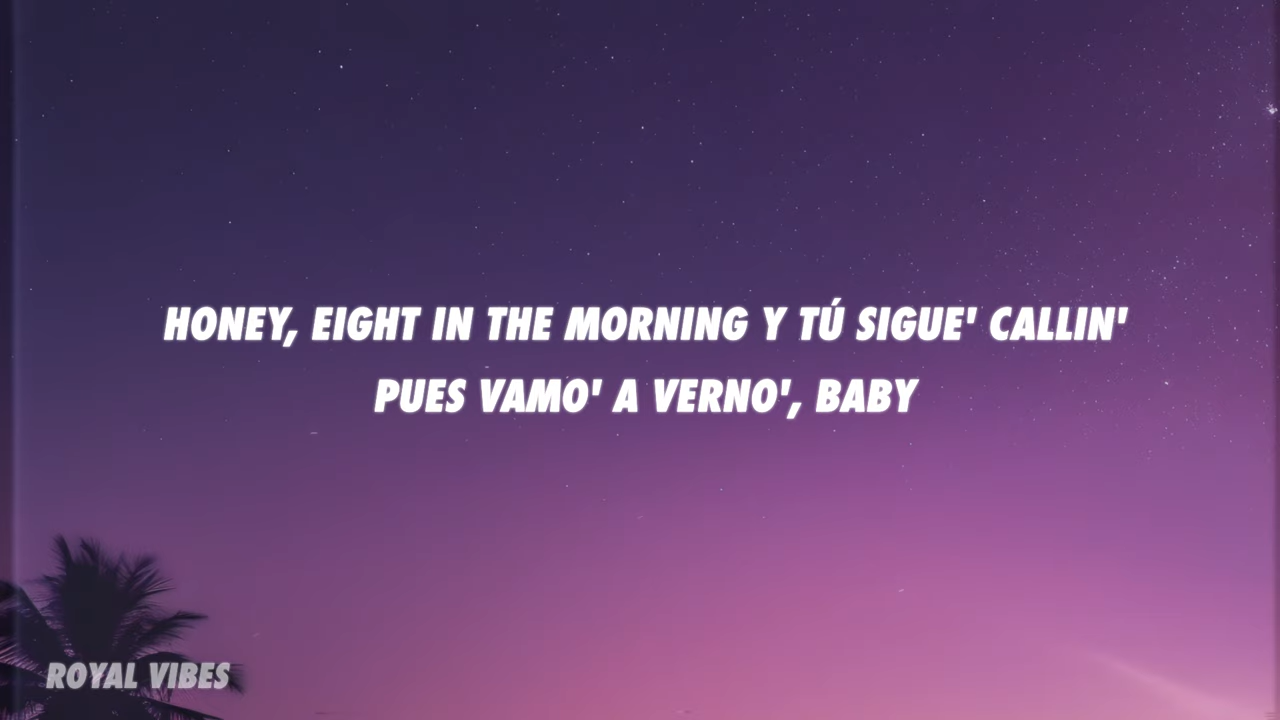 HONEY, EIGHT IN THE MORNING Y TÚ SIGUE' CALLIN'
PUES VAMO' A VERNO', BABY
ROYAL VIBES